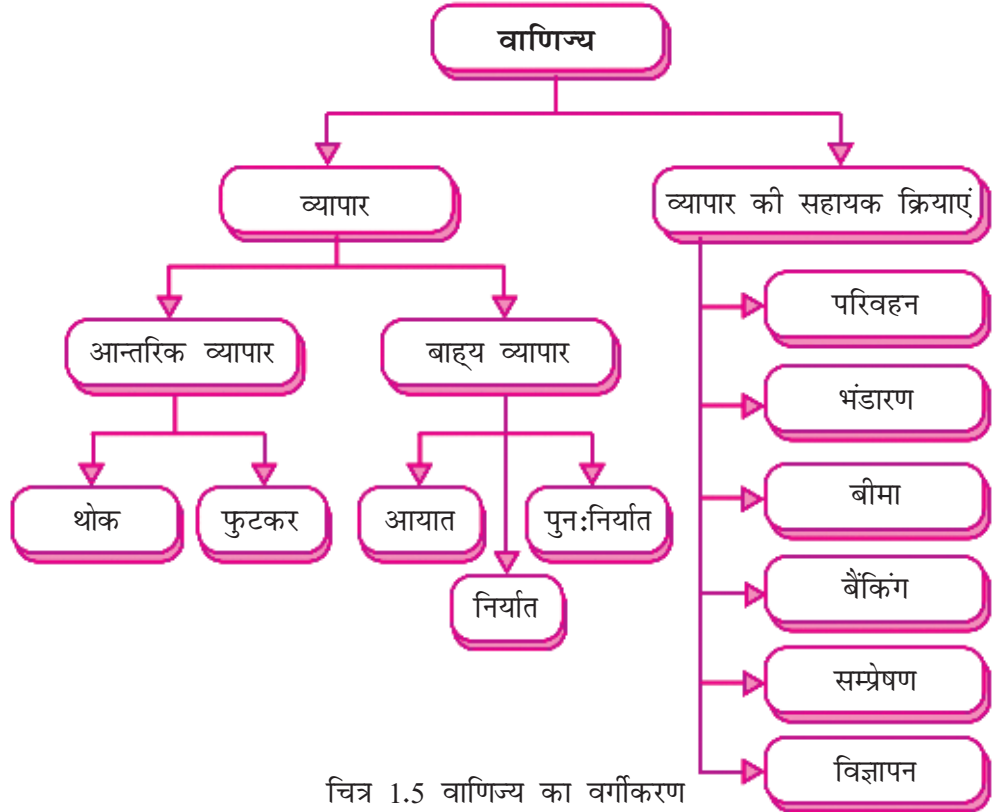 वाणिज्य
व्यापार
व्यापार की सहायक क्रियाएं
आन्तरिक व्यापार
बाह्य व्यापार
थोक
फुटकर
आयात
पुन:निर्यात
निर्यात
परिवहन
भंडारण
बीमा
बैंकिंग
सम्प्रेषण
विज्ञापन
चित्र 1.5 वाणिज्य का वर्गीकरण